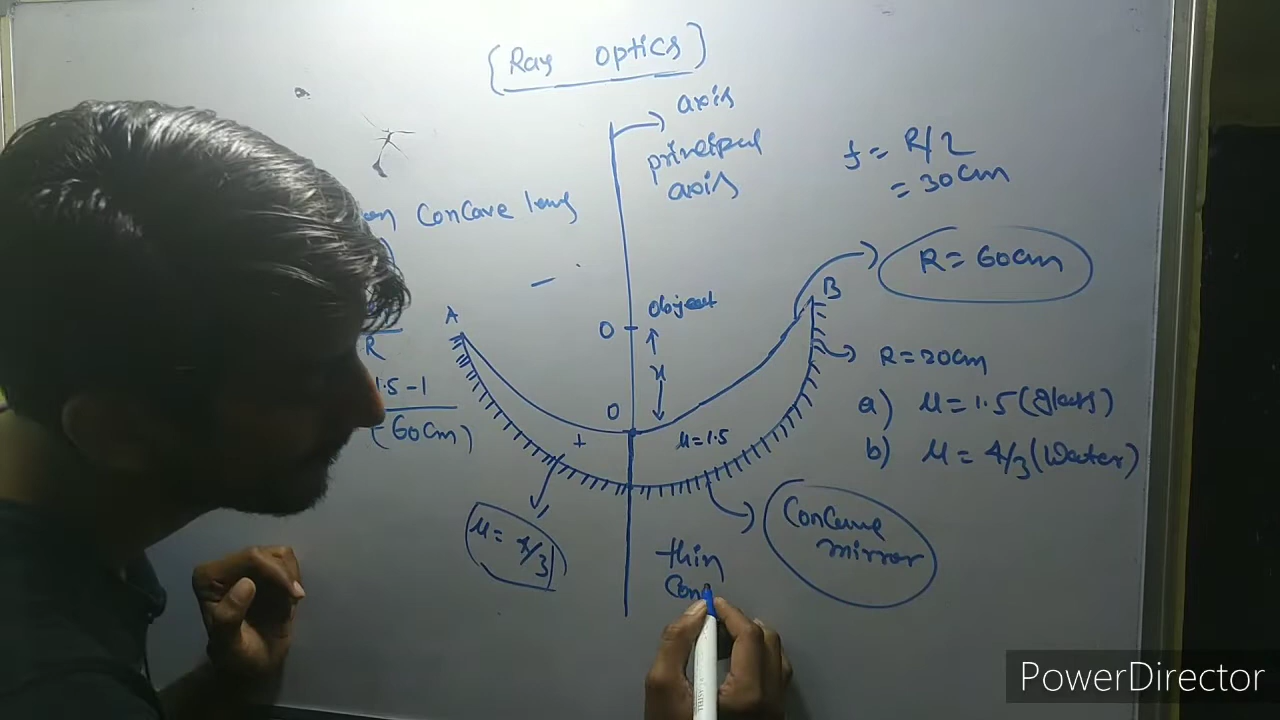 (Ray optics)
axis
principal
axis
f = R/2
= 30cm
Concave lens
R = 60cm
A
B
O
object
x
R
R = 20cm
1.5 - 1
(60cm)
O
a) μ = 1.5 (glass)
+
μ = 1.5
b) μ = 4/3 (Water)
μ = 4/3
Concave
mirror
thin
Conc
PowerDirector